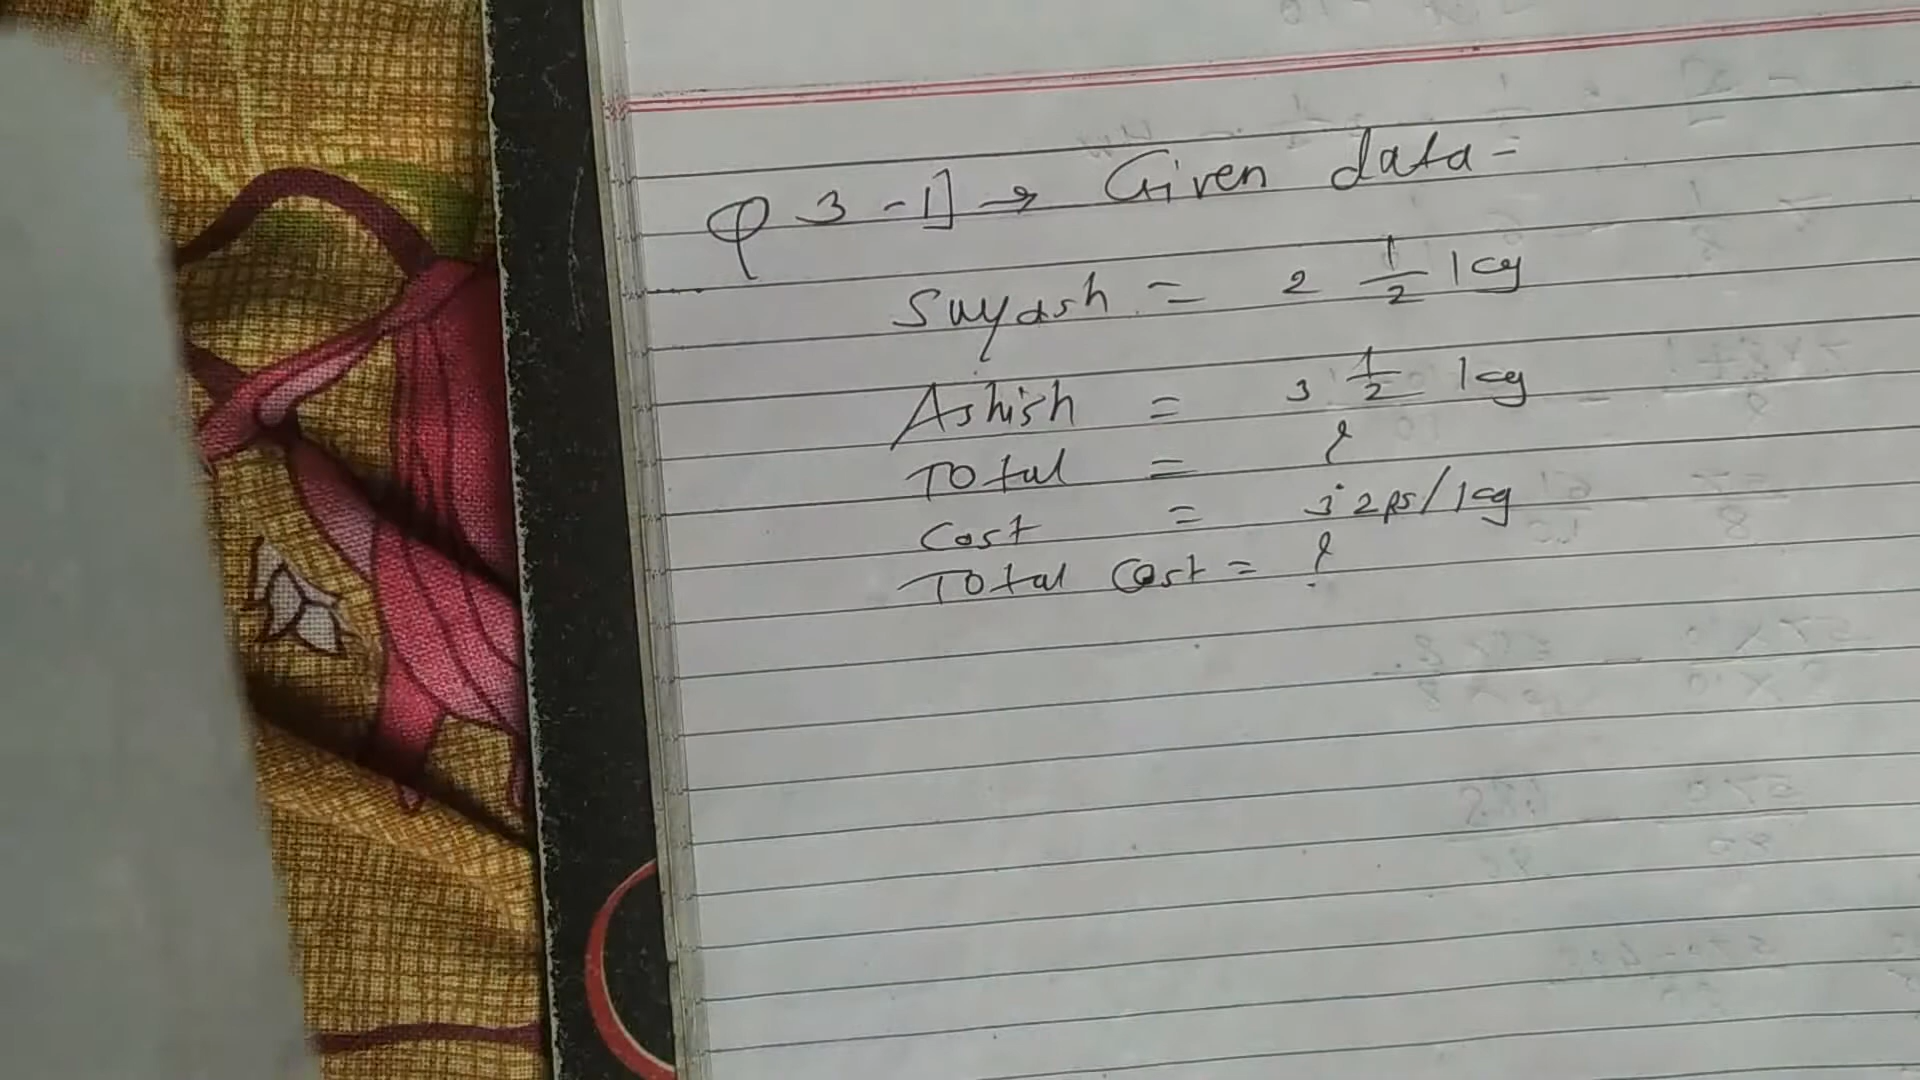 Q 3 -1] → Given data -
Suyash = 2 1/2 kg
Ashish = 3 1/2 kg
Total = ?
Cost = 32 rs/kg
Total Cost = ?